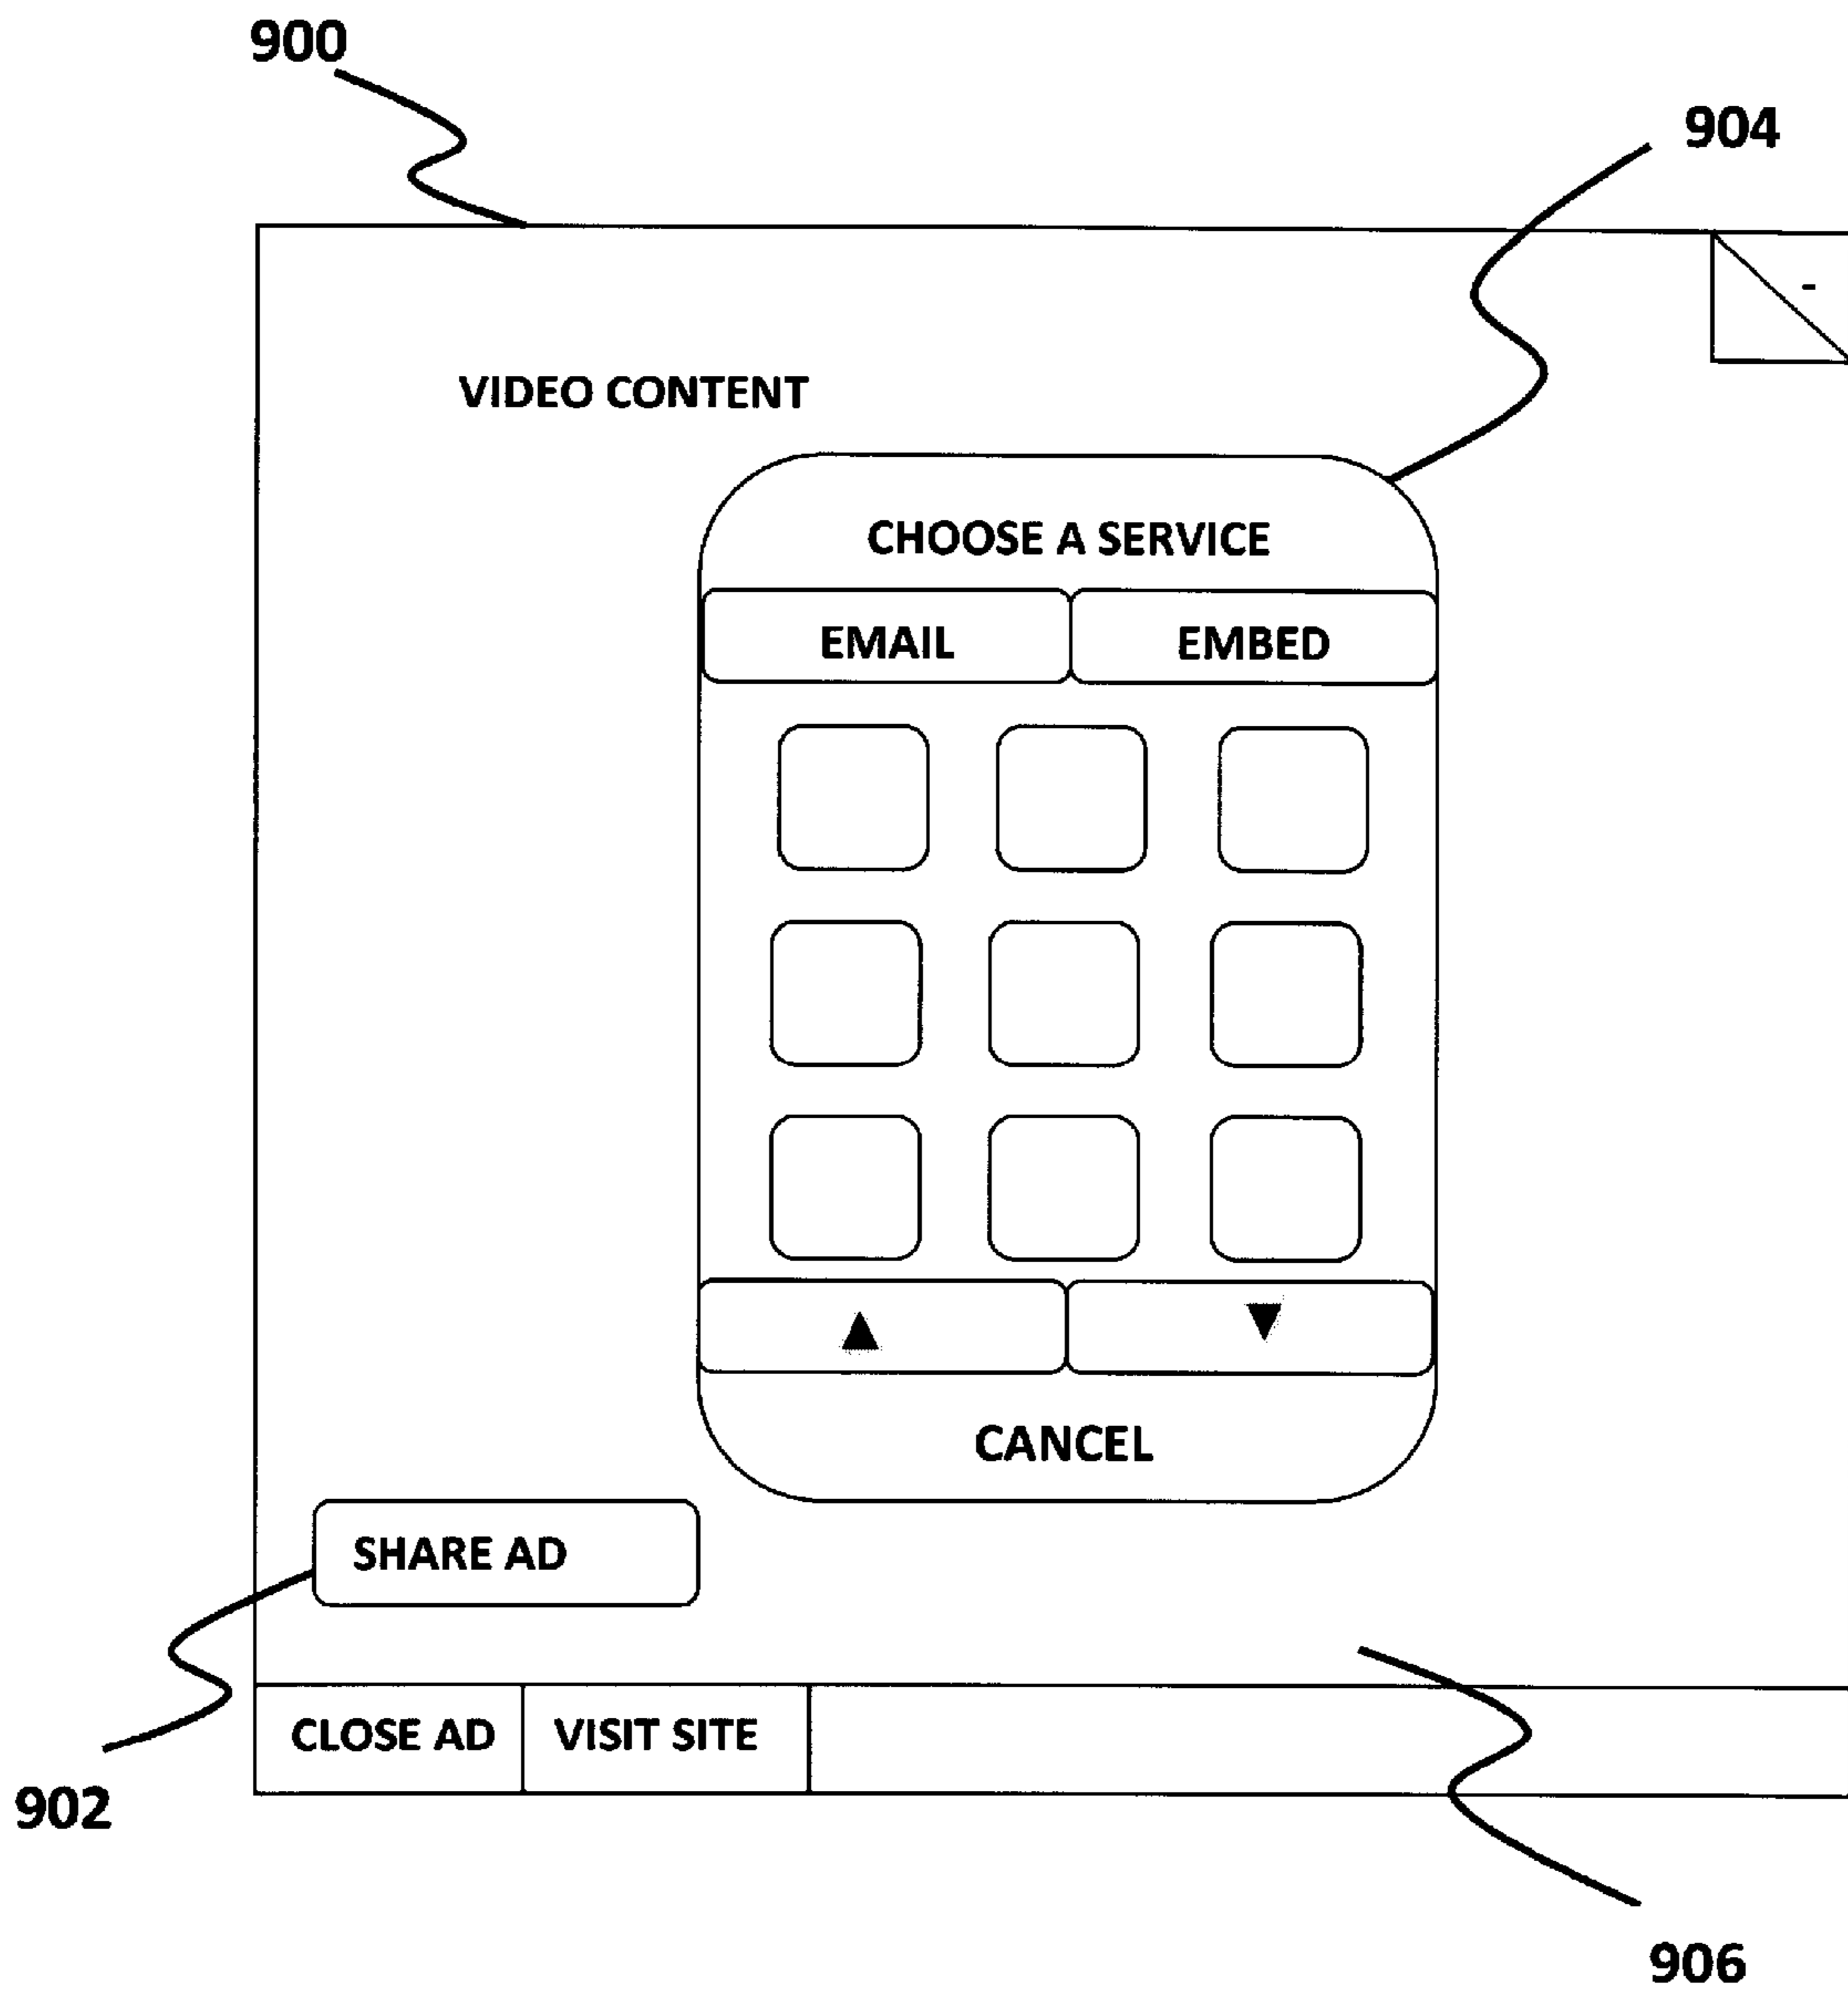 900
904
VIDEO CONTENT
CHOOSE A SERVICE
EMAIL EMBED
▲ ▼
CANCEL
SHARE AD
CLOSE AD VISIT SITE
902
906